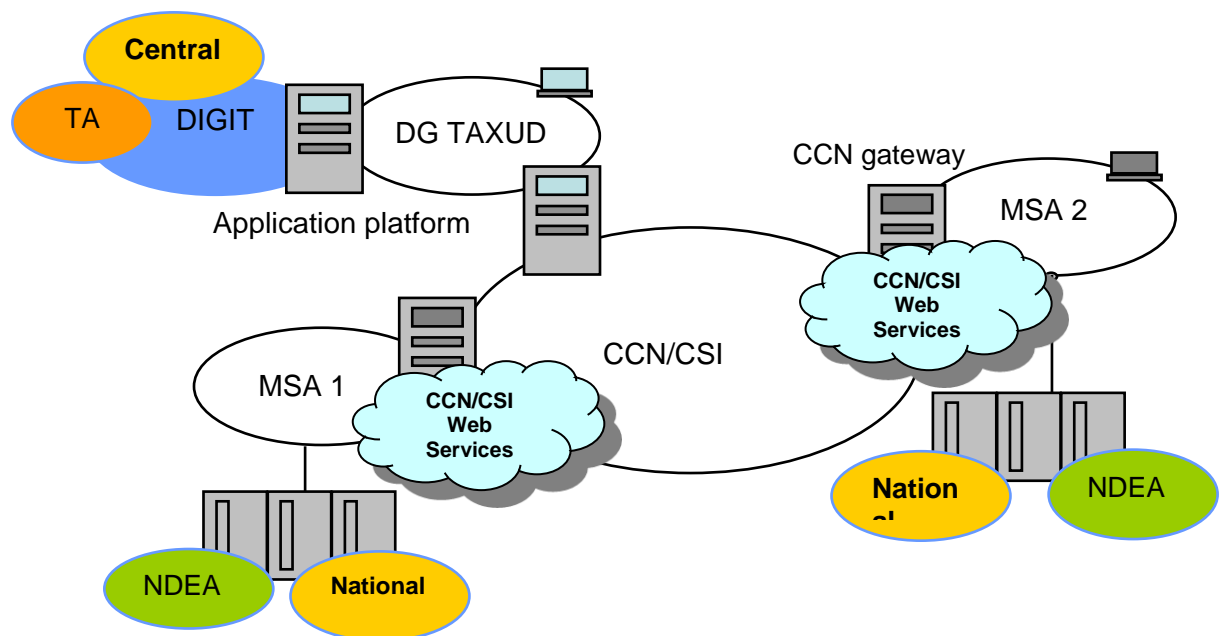 Central
TA
DIGIT
DG TAXUD
CCN gateway
MSA 2
Application platform
CCN/CSI
Web
Services
CCN/CSI
MSA 1
CCN/CSI
Web
Services
Nation
NDEA
NDEA
National